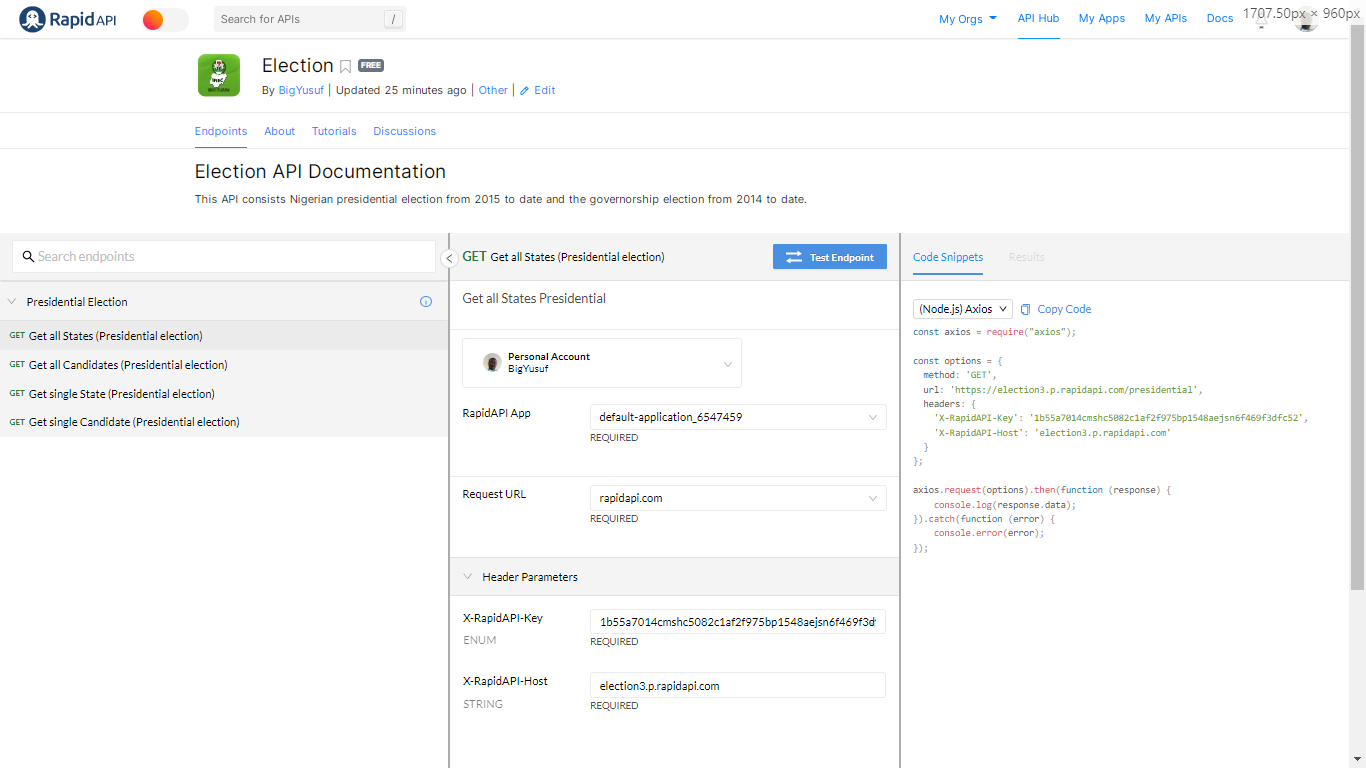 RapidAPI
Search for APIs /
My Orgs API Hub My Apps My APIs Docs 1707.50px × 960px
Election FREE
By BigYusuf | Updated 25 minutes ago | Other | Edit
Endpoints About Tutorials Discussions
Election API Documentation
This API consists Nigerian presidential election from 2015 to date and the governorship election from 2014 to date.
Search endpoints
Presidential Election
GET Get all States (Presidential election)
GET Get all Candidates (Presidential election)
GET Get single State (Presidential election)
GET Get single Candidate (Presidential election)
GET Get all States (Presidential election) Test Endpoint
Get all States Presidential
Personal Account
BigYusuf
RapidAPI App default-application_6547459
REQUIRED
Request URL rapidapi.com
REQUIRED
Header Parameters
X-RapidAPI-Key 1b55a7014cmshc5082c1af2f975bp1548aejsn6f469f3d
ENUM REQUIRED
X-RapidAPI-Host election3.p.rapidapi.com
STRING REQUIRED
Code Snippets Results
(Node.js) Axios Copy Code
const axios = require("axios");
const options = {
method: 'GET',
url: 'https://election3.p.rapidapi.com/presidential',
headers: {
'X-RapidAPI-Key': '1b55a7014cmshc5082c1af2f975bp1548aejsn6f469f3dfc52',
'X-RapidAPI-Host': 'election3.p.rapidapi.com'
}
};
axios.request(options).then(function (response) {
console.log(response.data);
}).catch(function (error) {
console.error(error);
});